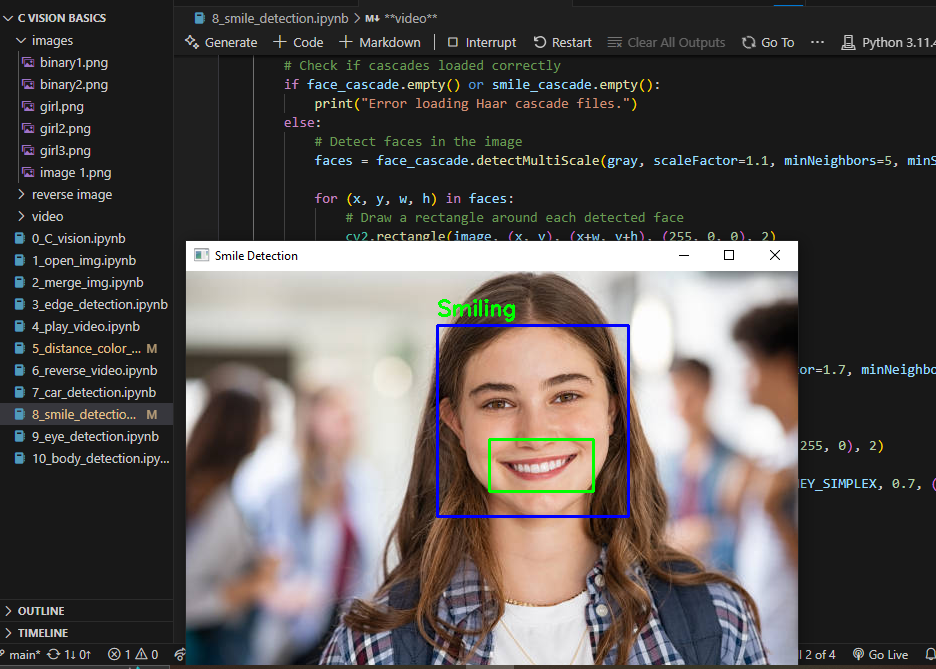 C VISION BASICS
images
binary1.png
binary2.png
girl.png
girl2.png
girl3.png
image 1.png
reverse image
video
0_C_vision.ipynb
1_open_img.ipynb
2_merge_img.ipynb
3_edge_detection.ipynb
4_play_video.ipynb
5_distance_color_... M
6_reverse_video.ipynb
7_car_detection.ipynb
8_smile_detectio... M
9_eye_detection.ipynb
10_body_detection.ipy...
OUTLINE
TIMELINE
main* 1↓ 0↑ 1 0
8_smile_detection.ipynb > M↓ **video**
Generate + Code + Markdown | Interrupt Restart Clear All Outputs Go To ... Python 3.11.4
# Check if cascades loaded correctly
if face_cascade.empty() or smile_cascade.empty():
print("Error loading Haar cascade files.")
else:
# Detect faces in the image
faces = face_cascade.detectMultiScale(gray, scaleFactor=1.1, minNeighbors=5, minS
for (x, y, w, h) in faces:
# Draw a rectangle around each detected face
cv2.rectangle(image, (x, y), (x+w, y+h), (255, 0, 0), 2)
Smile Detection
Smiling
or=1.7, minNeighbo
255, 0), 2)
EY_SIMPLEX, 0.7, (
2 of 4 Go Live